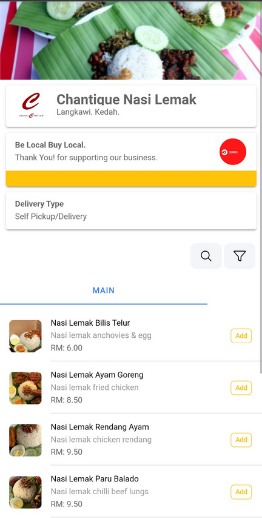 Chantique Nasi Lemak
Langkawi. Kedah.
Be Local Buy Local.
Thank You! for supporting our business.
Delivery Type
Self Pickup/Delivery
MAIN
Nasi Lemak Bilis Telur
Nasi lemak anchovies & egg
Add
RM: 6.00
Nasi Lemak Ayam Goreng
Nasi lemak fried chicken
Add
RM: 8.50
Nasi Lemak Rendang Ayam
Nasi lemak chicken rendang
Add
RM: 9.50
Nasi Lemak Paru Balado
Nasi lemak chilli beef lungs
Add
RM: 9.50